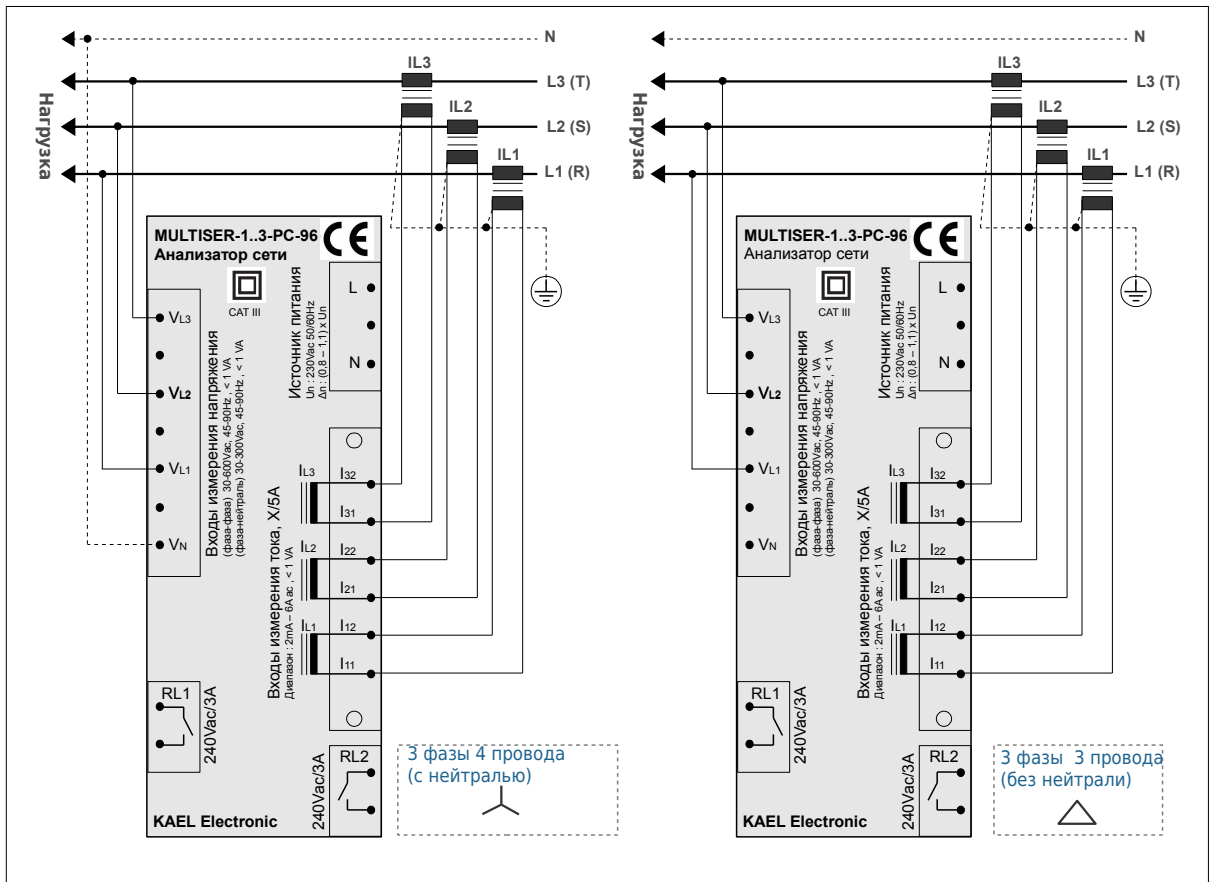 N
IL3
L3 (T)
IL2
L2 (S)
IL1
L1 (R)
Нагрузка
MULTISER-1..3-PC-96
Анализатор сети
CE
CAT III
VL3
VL2
VL1
VN
Входы измерения напряжения
(фаза-фаза) 30-600Vac, 45-90Hz , < 1 VA
(фаза-нейтраль) 30-300Vac, 45-90Hz, < 1 VA
Источник питания
Un : 230Vac 50/60Hz
Δn : (0,8 – 1,1) x Un
L
N
Входы измерения тока, X/5A
Диапазон : 2mA – 6A ac , < 1 VA
IL3
I32
I31
IL2
I22
I21
IL1
I12
I11
RL1
240Vac/3A
RL2
240Vac/3A
KAEL Electronic
3 фазы 4 провода
(с нейтралью)
N
IL3
L3 (T)
IL2
L2 (S)
IL1
L1 (R)
Нагрузка
MULTISER-1..3-PC-96
Анализатор сети
CE
CAT III
VL3
VL2
VL1
VN
Входы измерения напряжения
(фаза-фаза) 30-600Vac, 45-90Hz , < 1 VA
(фаза-нейтраль) 30-300Vac, 45-90Hz, < 1 VA
Источник питания
Un : 230Vac 50/60Hz
Δn : (0,8 – 1,1) x Un
L
N
Входы измерения тока, X/5A
Диапазон : 2mA – 6A ac , < 1 VA
IL3
I32
I31
IL2
I22
I21
IL1
I12
I11
RL1
240Vac/3A
RL2
240Vac/3A
KAEL Electronic
3 фазы 3 провода
(без нейтрали)